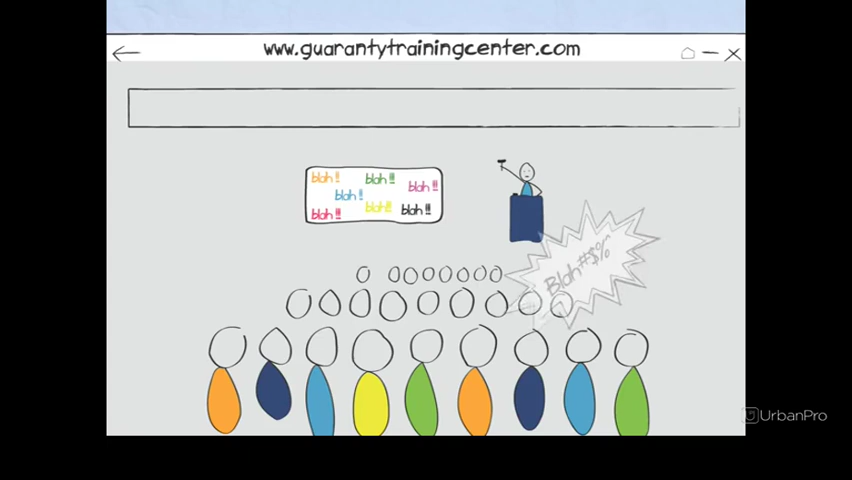 www.guarantytrainingcenter.com
blah !! blah !!! blah !!!
blah !!
blah !!! blah!! blah !!!
Blah#$%
UrbanPro